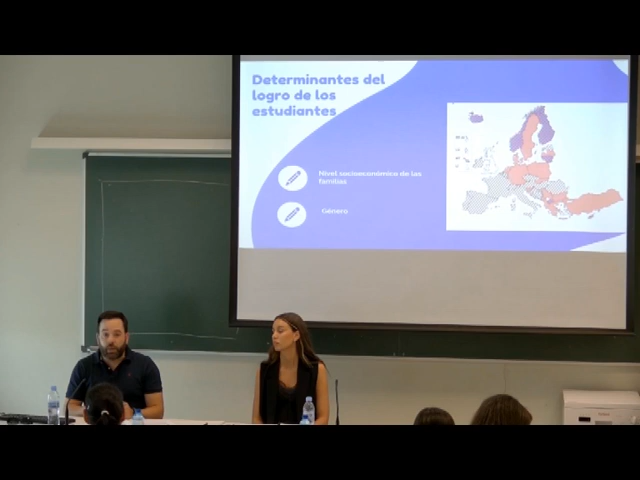 Determinantes del
logro de los
estudiantes
Nivel socioeconómico de las
familias
Género